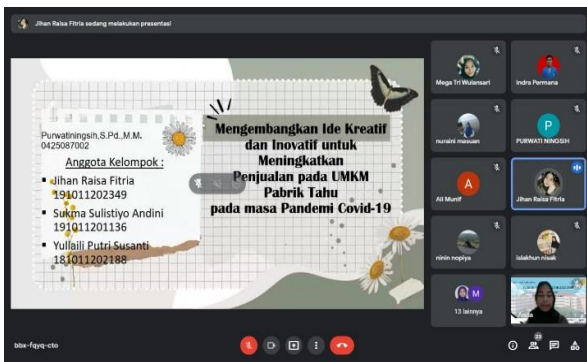 Jihan Raisa Fitria sedang melakukan presentasi
Purwatiningsih,S.Pd.,M.M.
0425087002
Anggota Kelompok :
Jihan Raisa Fitria
191011202349
Sukma Sulistiyo Andini
191011201136
Yullaili Putri Susanti
181011202188
Mengembangkan Ide Kreatif
dan Inovatif untuk
Meningkatkan
Penjualan pada UMKM
Pabrik Tahu
pada masa Pandemi Covid-19
Mega Tri Wulansari
Indra Permana
nuraini masuan
P
PURWATI NINGSIH
A
Ali Munif
Jihan Raisa Fitria
ninin nopiya
islakhun nisak
M
13 lainnya
Anda
bbx-fqyq-cto
23